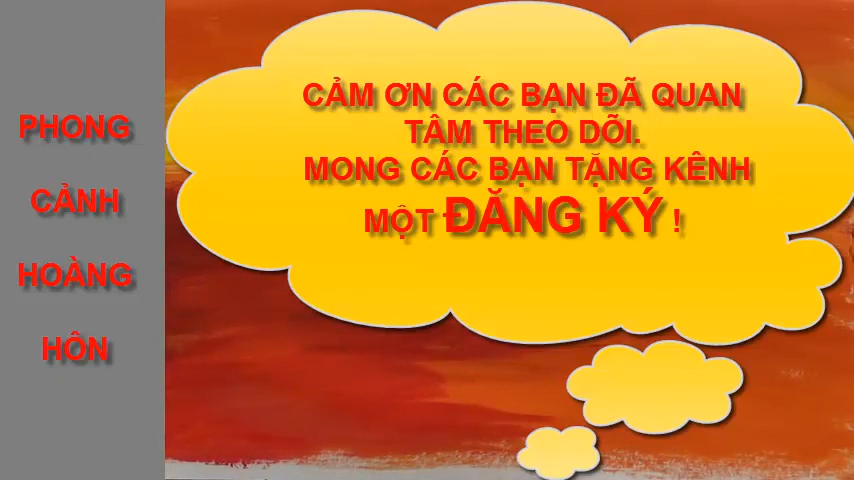 PHONG
CẢNH
HOÀNG
HÔN
CẢM ƠN CÁC BẠN ĐÃ QUAN
TÂM THEO DÕI.
MONG CÁC BẠN TẶNG KÊNH
MỘT ĐĂNG KÝ !